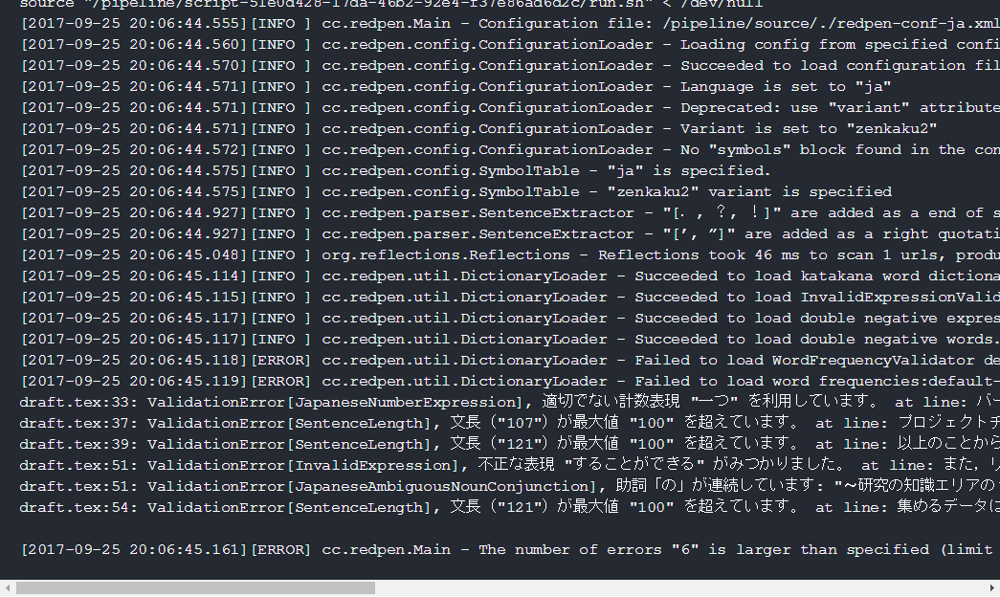 source "/pipeline/script-51e0d428-17da-46b2-92e4-f37e86ad6d2c/run.sh" < /dev/null
[2017-09-25 20:06:44.555][INFO ] cc.redpen.Main - Configuration file: /pipeline/source/./redpen-conf-ja.xml
[2017-09-25 20:06:44.560][INFO ] cc.redpen.config.ConfigurationLoader - Loading config from specified confi
[2017-09-25 20:06:44.570][INFO ] cc.redpen.config.ConfigurationLoader - Succeeded to load configuration fil
[2017-09-25 20:06:44.571][INFO ] cc.redpen.config.ConfigurationLoader - Language is set to "ja"
[2017-09-25 20:06:44.571][INFO ] cc.redpen.config.ConfigurationLoader - Deprecated: use "variant" attribute
[2017-09-25 20:06:44.571][INFO ] cc.redpen.config.ConfigurationLoader - Variant is set to "zenkaku2"
[2017-09-25 20:06:44.572][INFO ] cc.redpen.config.ConfigurationLoader - No "symbols" block found in the con
[2017-09-25 20:06:44.575][INFO ] cc.redpen.config.SymbolTable - "ja" is specified.
[2017-09-25 20:06:44.575][INFO ] cc.redpen.config.SymbolTable - "zenkaku2" variant is specified
[2017-09-25 20:06:44.927][INFO ] cc.redpen.parser.SentenceExtractor - "[．, ？, ！]" are added as a end of s
[2017-09-25 20:06:44.927][INFO ] cc.redpen.parser.SentenceExtractor - "[’, ”]" are added as a right quotati
[2017-09-25 20:06:45.048][INFO ] org.reflections.Reflections - Reflections took 46 ms to scan 1 urls, produ
[2017-09-25 20:06:45.114][INFO ] cc.redpen.util.DictionaryLoader - Succeeded to load katakana word dictiona
[2017-09-25 20:06:45.115][INFO ] cc.redpen.util.DictionaryLoader - Succeeded to load InvalidExpressionValid
[2017-09-25 20:06:45.117][INFO ] cc.redpen.util.DictionaryLoader - Succeeded to load double negative expres
[2017-09-25 20:06:45.117][INFO ] cc.redpen.util.DictionaryLoader - Succeeded to load double negative words.
[2017-09-25 20:06:45.118][ERROR] cc.redpen.util.DictionaryLoader - Failed to load WordFrequencyValidator de
[2017-09-25 20:06:45.119][ERROR] cc.redpen.util.DictionaryLoader - Failed to load word frequencies:default-
draft.tex:33: ValidationError[JapaneseNumberExpression], 適切でない計数表現 "一つ" を利用しています。 at line: バー
draft.tex:37: ValidationError[SentenceLength], 文長（"107"）が最大値 "100" を超えています。 at line: プロジェクトチ
draft.tex:39: ValidationError[SentenceLength], 文長（"121"）が最大値 "100" を超えています。 at line: 以上のことから
draft.tex:51: ValidationError[InvalidExpression], 不正な表現 "することができる" がみつかりました。 at line: また，リ
draft.tex:51: ValidationError[JapaneseAmbiguousNounConjunction], 助詞「の」が連続しています: "～研究の知識エリアの
draft.tex:54: ValidationError[SentenceLength], 文長（"121"）が最大値 "100" を超えています。 at line: 集めるデータは
[2017-09-25 20:06:45.161][ERROR] cc.redpen.Main - The number of errors "6" is larger than specified (limit